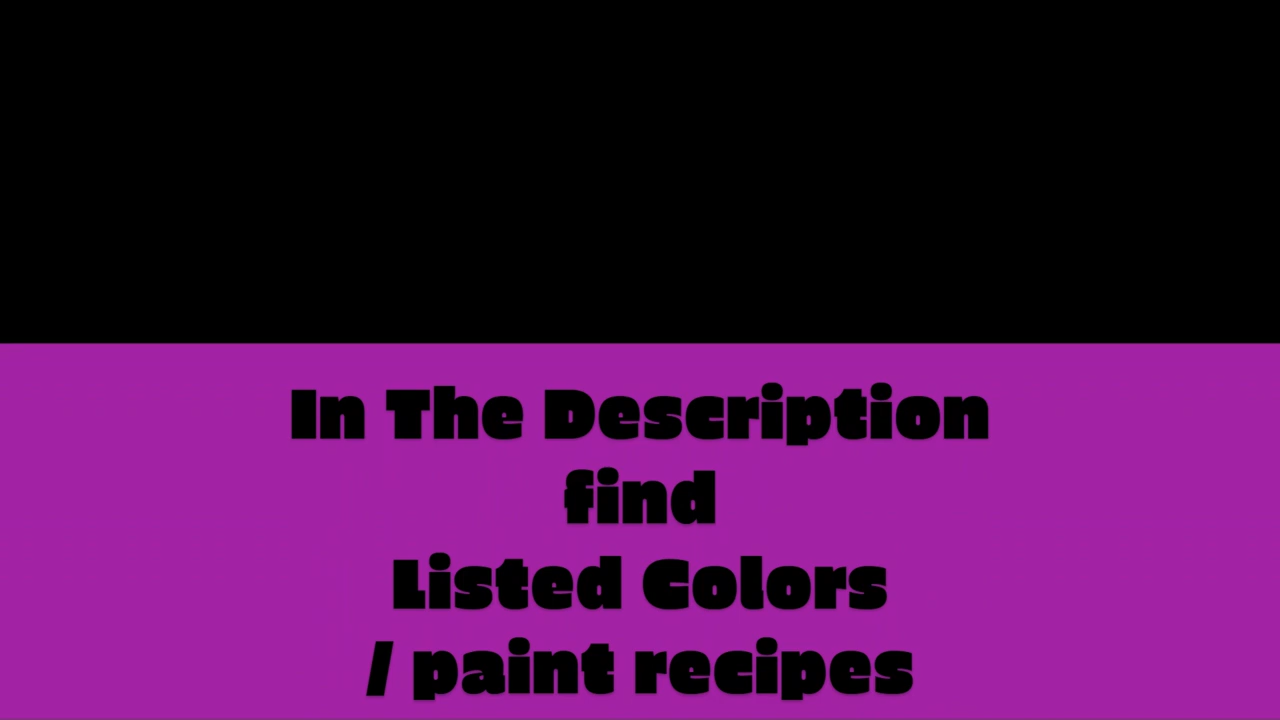 In The Description
find
Listed Colors
/ paint recipes